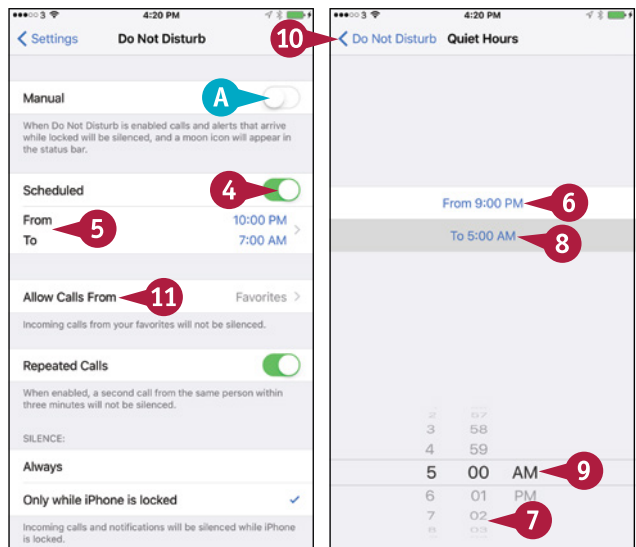 3 4:20 PM
Settings Do Not Disturb
Manual A
When Do Not Disturb is enabled calls and alerts that arrive
while locked will be silenced, and a moon icon will appear in
the status bar.
Scheduled 4
From 5 10:00 PM
To 7:00 AM
Allow Calls From 11 Favorites
Incoming calls from your favorites will not be silenced.
Repeated Calls
When enabled, a second call from the same person within
three minutes will not be silenced.
SILENCE:
Always
Only while iPhone is locked
Incoming calls and notifications will be silenced while iPhone
is locked.
3 4:20 PM
10 Do Not Disturb Quiet Hours
From 9:00 PM 6
To 5:00 AM 8
2 57
3 58
4 59
5 00 AM 9
6 01 PM
7 02 7
8 03